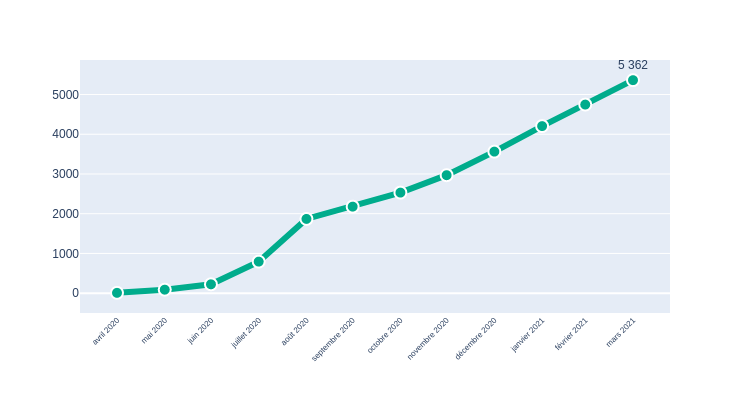 5 362
5000
4000
3000
2000
1000
0
avril 2020
mai 2020
juin 2020
juillet 2020
août 2020
septembre 2020
octobre 2020
novembre 2020
décembre 2020
janvier 2021
février 2021
mars 2021